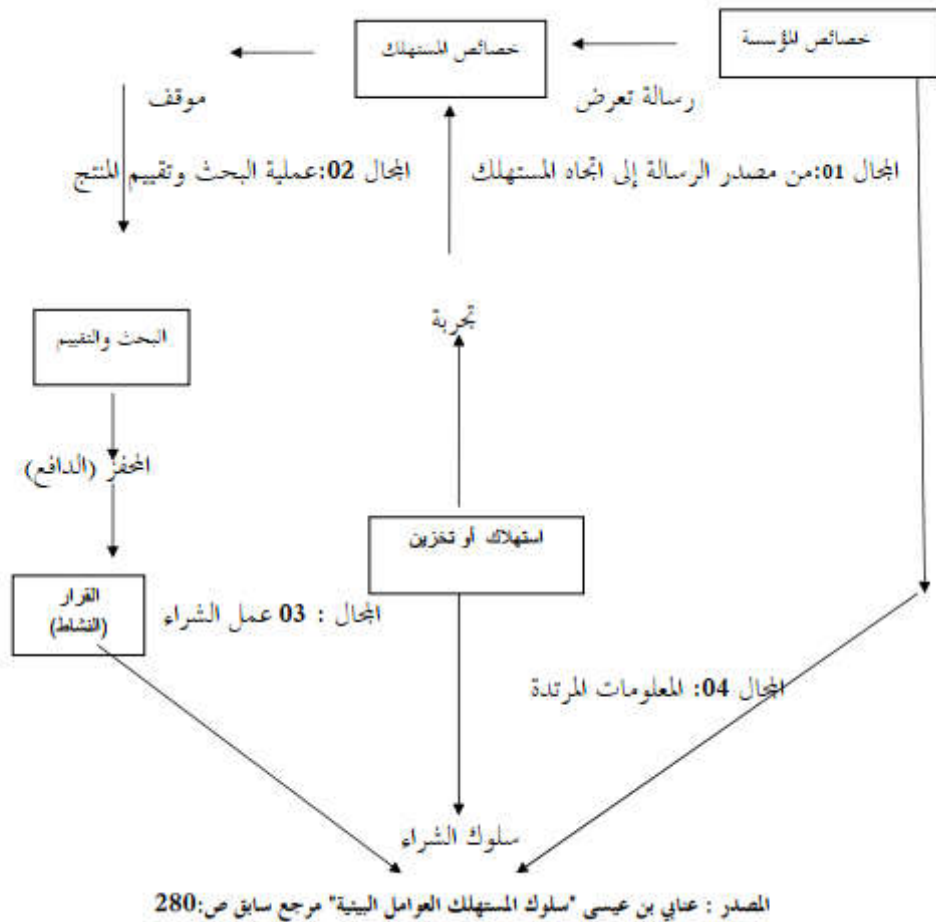 خصائص المؤسسة
خصائص المستهلك
رسالة تعرض
موقف
المجال 01:من مصدر الرسالة إلى اتجاه المستهلك
المجال 02:عملية البحث وتقييم المنتج
تجربة
البحث والتقييم
المحفز (الدافع)
استهلاك أو تخزين
القرار
(النشاط)
المجال : 03 عمل الشراء
المجال 04: المعلومات المرتدة
سلوك الشراء
المصدر : عنابي بن عيسى "سلوك المستهلك العوامل البيئية" مرجع سابق ص:280